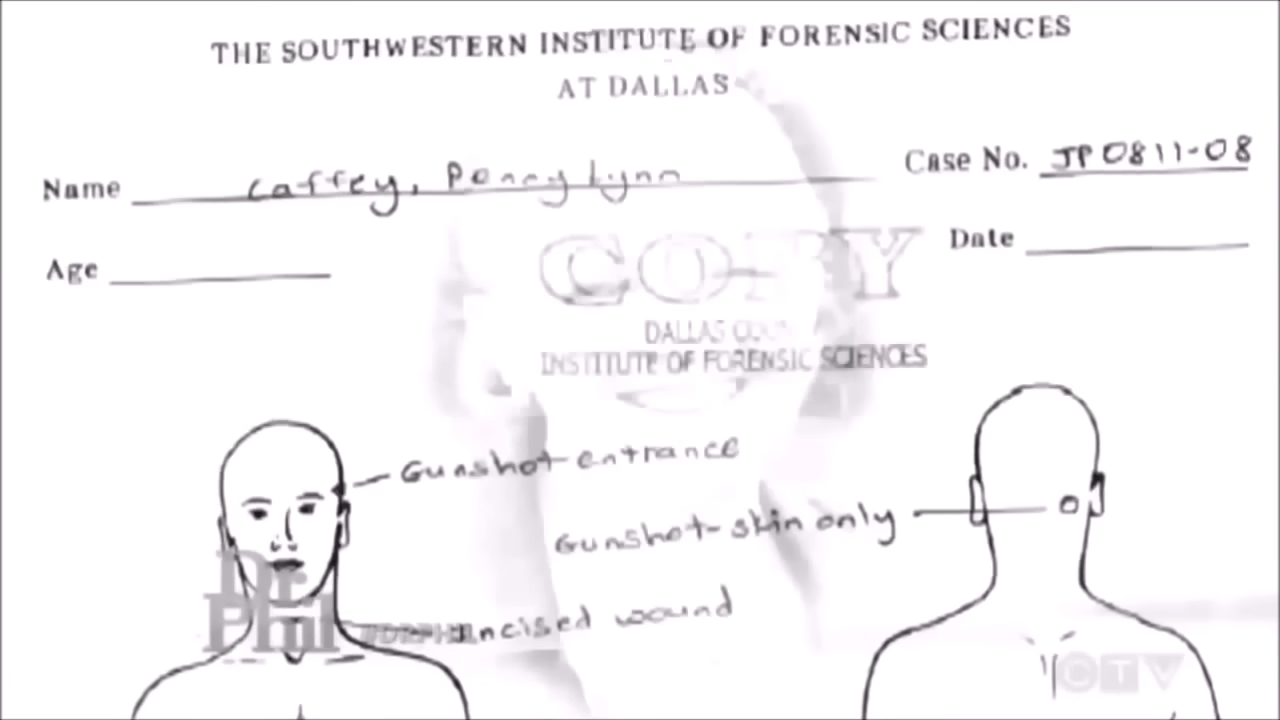 THE SOUTHWESTERN INSTITUTE OF FORENSIC SCIENCES
AT DALLAS
Name Caffey, Penny Lynn
Case No. JP0811-08
Age
Date
COPY
DALLAS
INSTITUTE OF FORENSIC SCIENCES
Gunshot entrance
Gunshot-skin only
Incised wound
Dr.
Phil
CTV